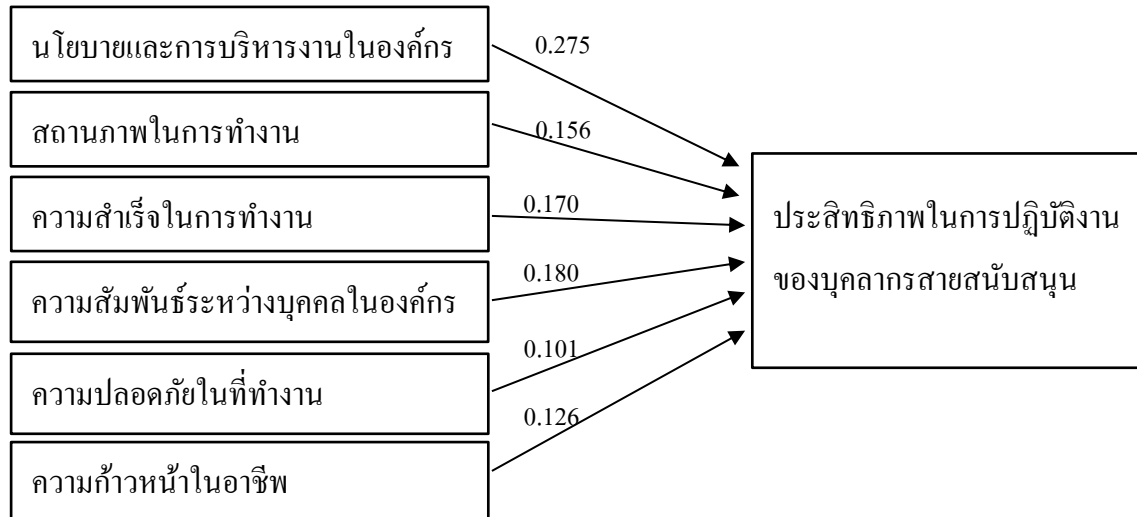 นโยบายและการบริหารงานในองค์กร
0.275
สถานภาพในการทำงาน
0.156
ความสำเร็จในการทำงาน
0.170
ความสัมพันธ์ระหว่างบุคคลในองค์กร
0.180
ความปลอดภัยในที่ทำงาน
0.101
ความก้าวหน้าในอาชีพ
0.126
ประสิทธิภาพในการปฏิบัติงาน
ของบุคลากรสายสนับสนุน